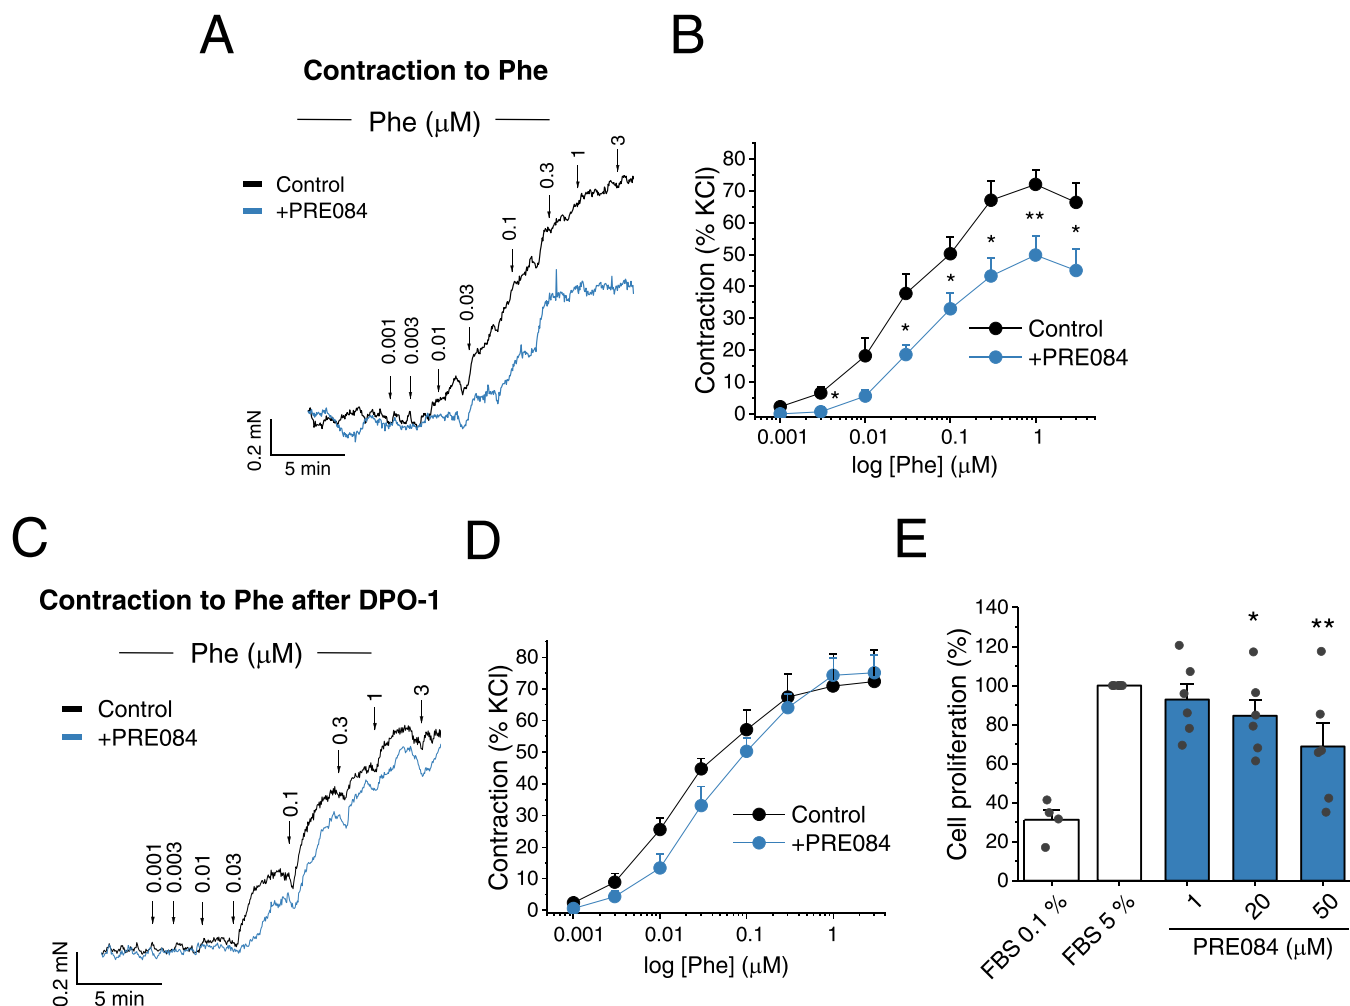 A
Contraction to Phe
Phe (μM)
Control
+PRE084
0.001
0.003
0.01
0.03
0.1
0.3
1
3
0.2 mN
5 min
B
Contraction (% KCl)
80
70
60
50
40
30
20
10
0
*
*
*
*
**
*
Control
+PRE084
0.001
0.01
0.1
1
log [Phe] (μM)
C
Contraction to Phe after DPO-1
Phe (μM)
Control
+PRE084
0.001
0.003
0.01
0.03
0.1
0.3
1
3
0.2 mN
5 min
D
Contraction (% KCl)
80
70
60
50
40
30
20
10
0
Control
+PRE084
0.001
0.01
0.1
1
log [Phe] (μM)
E
Cell proliferation (%)
140
120
100
80
60
40
20
0
*
**
FBS 0.1 %
FBS 5 %
1
20
50
PRE084 (μM)